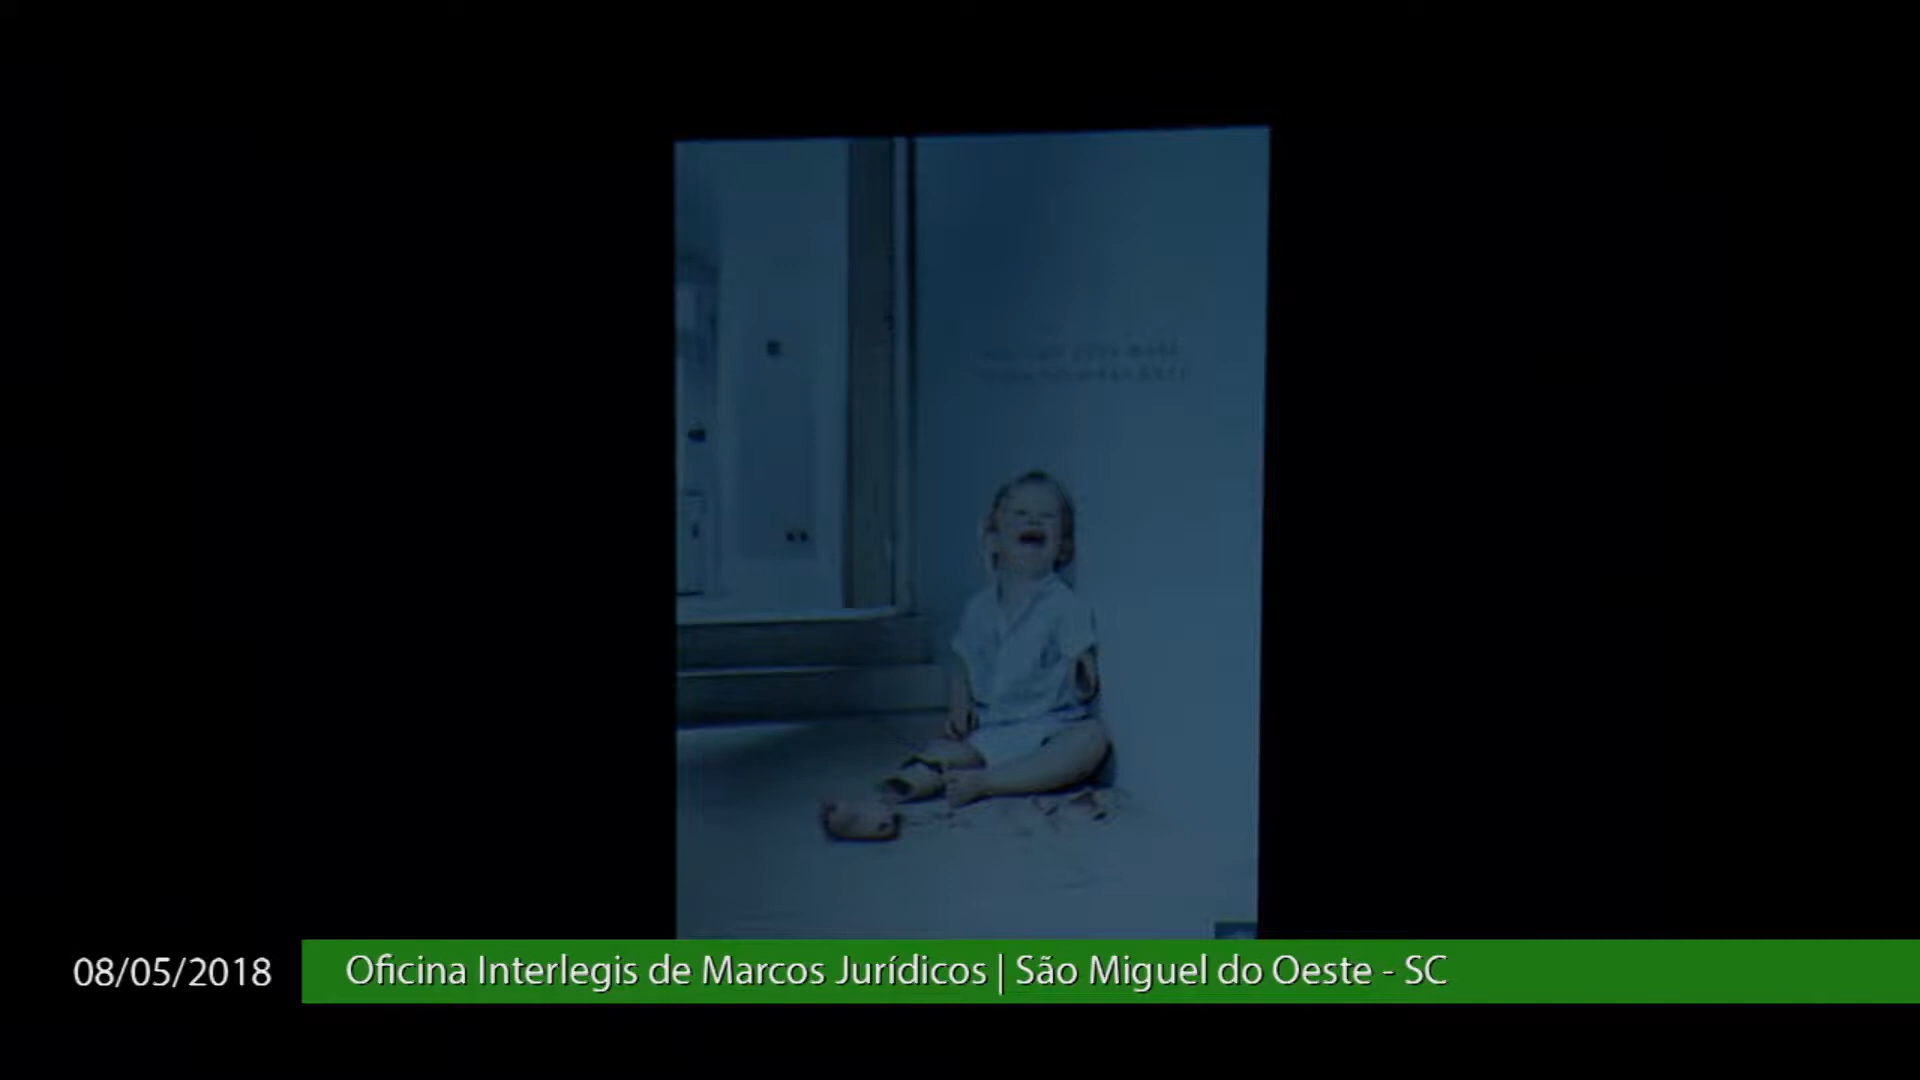 08/05/2018
Oficina Interlegis de Marcos Jurídicos | São Miguel do Oeste - SC